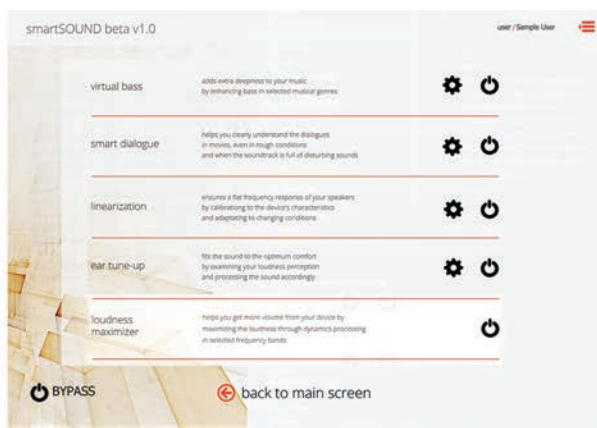 smartSOUND beta v1.0
user / Sample User
virtual bass
adds extra deepness to your music
by enhancing bass in selected musical genres
smart dialogue
helps you clearly understand the dialogues
in movies, even in tough conditions
and when the soundtrack is full of disturbing sounds
linearization
ensures a flat frequency response of your speakers
by calibrationg to the device's characteristics
and adaptating to changing conditions
ear tune-up
fits the sound to the optimum comfort
by examining your loudness perception
and processing the sound accordingly
loudness
maximizer
helps you get more volume from your device by
maximizing the loudness through dynamics processing
in selected frequency bands
BYPASS
back to main screen